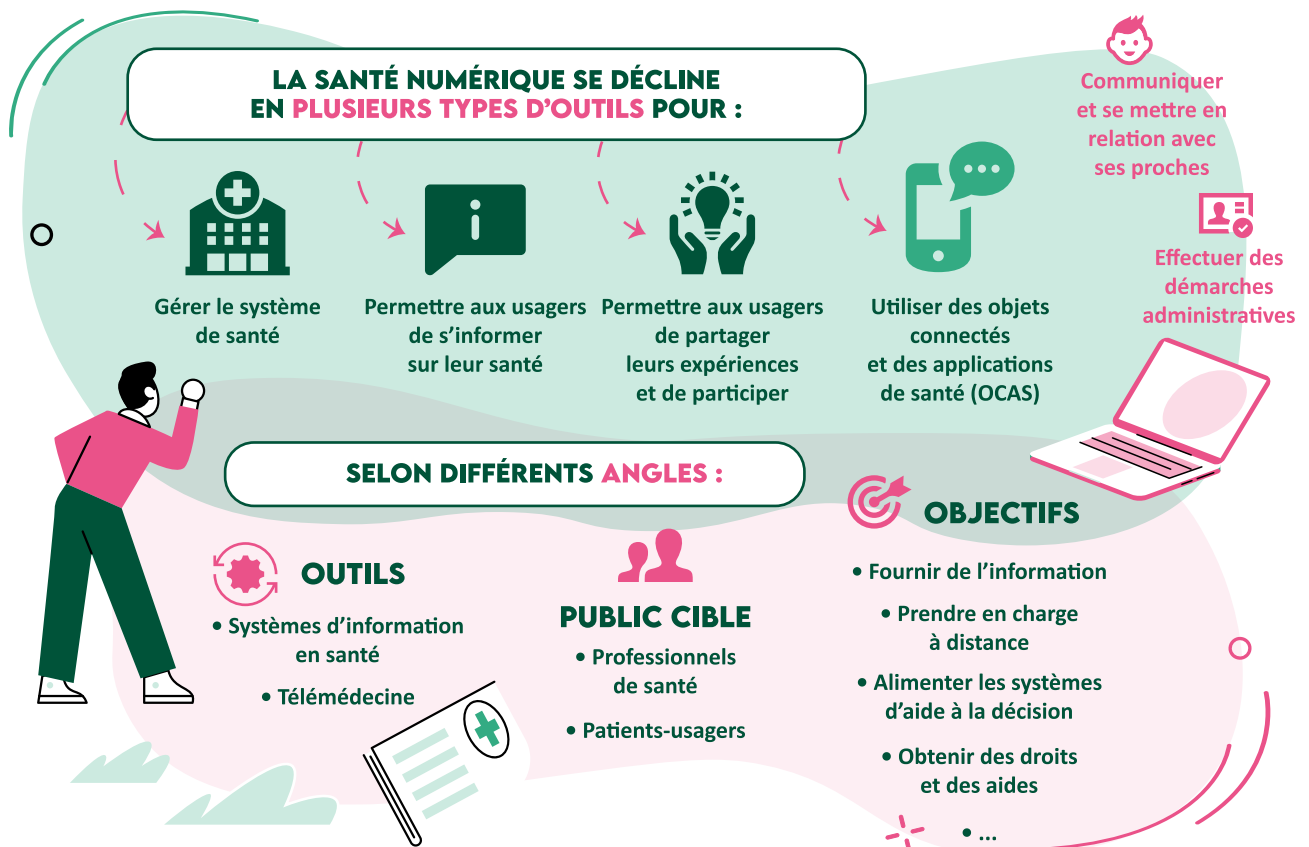 LA SANTÉ NUMÉRIQUE SE DÉCLINE
EN PLUSIEURS TYPES D'OUTILS POUR :
Communiquer
et se mettre en
relation avec
ses proches
Effectuer des
démarches
administratives
Gérer le système
de santé
Permettre aux usagers
de s'informer
sur leur santé
Permettre aux usagers
de partager
leurs expériences
et de participer
Utiliser des objets
connectés
et des applications
de santé (OCAS)
SELON DIFFÉRENTS ANGLES :
OUTILS
• Systèmes d'information
en santé
• Télémédecine
PUBLIC CIBLE
• Professionnels
de santé
• Patients-usagers
OBJECTIFS
• Fournir de l'information
• Prendre en charge
à distance
• Alimenter les systèmes
d'aide à la décision
• Obtenir des droits
et des aides
• ...